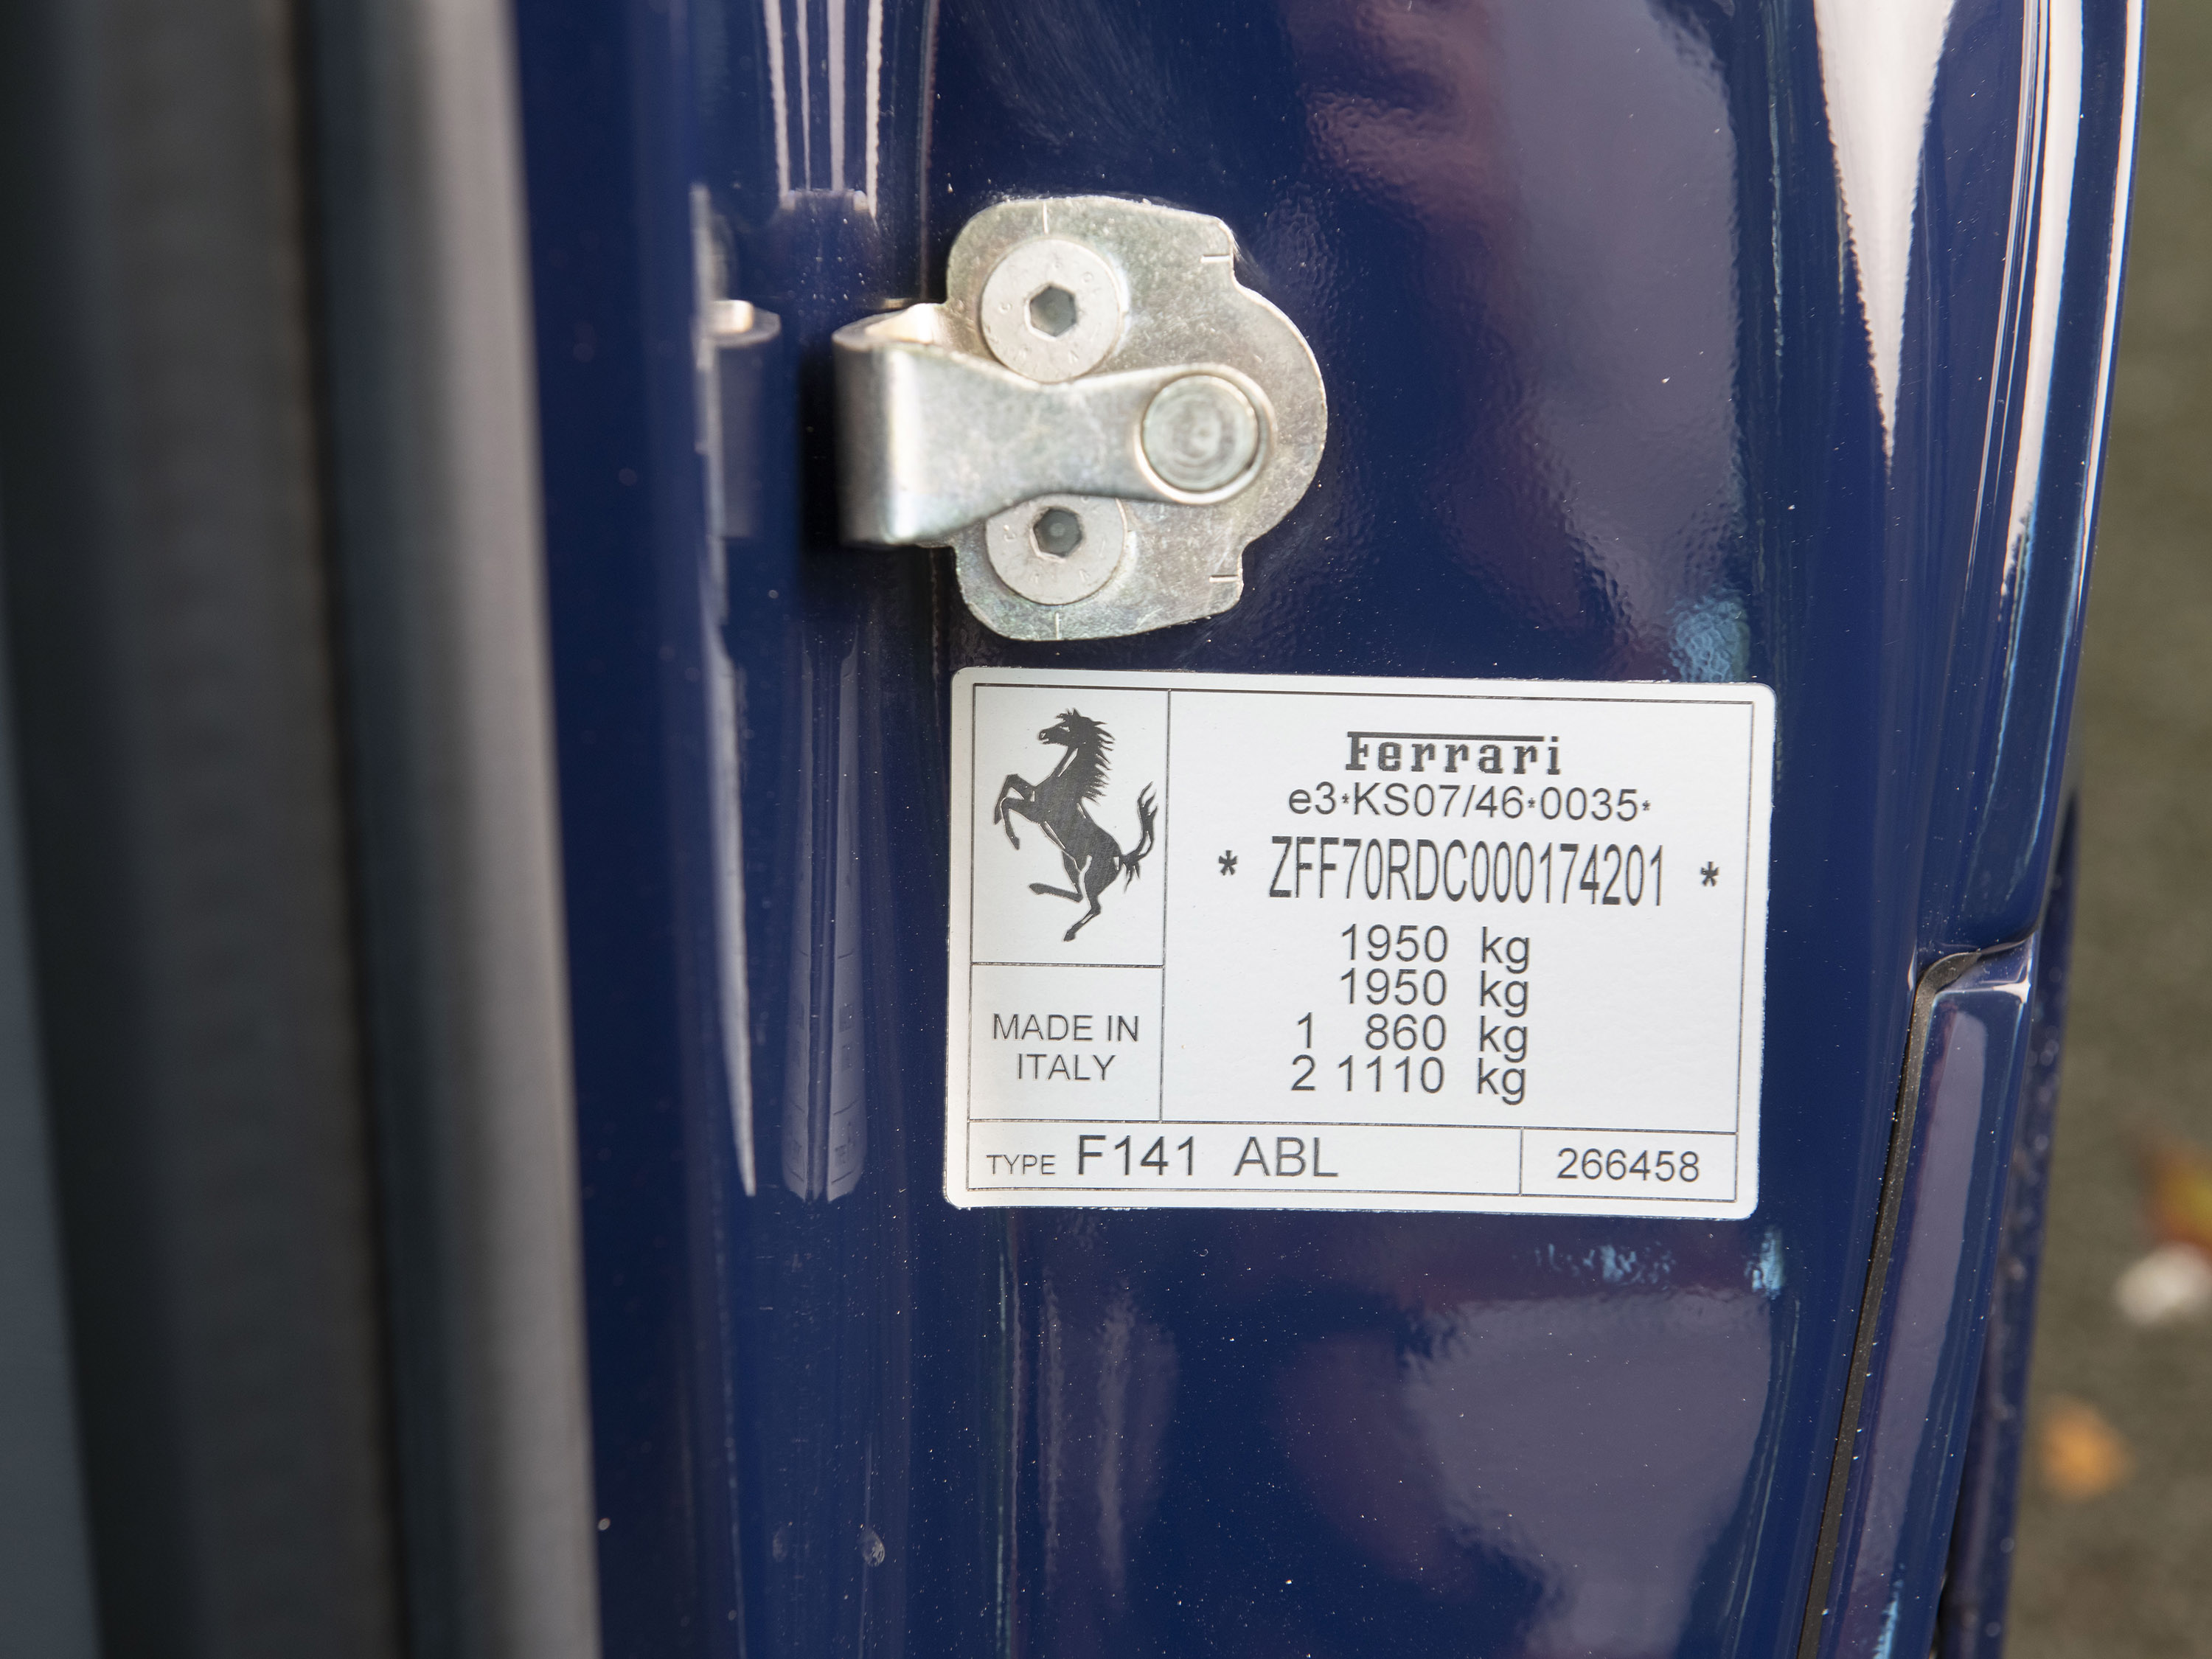 Ferrari
e3*KS07/46*0035*
* ZFF70RDC000174201 *
1950 kg
1950 kg
1 860 kg
2 1110 kg
MADE IN
ITALY
TYPE F141 ABL
266458